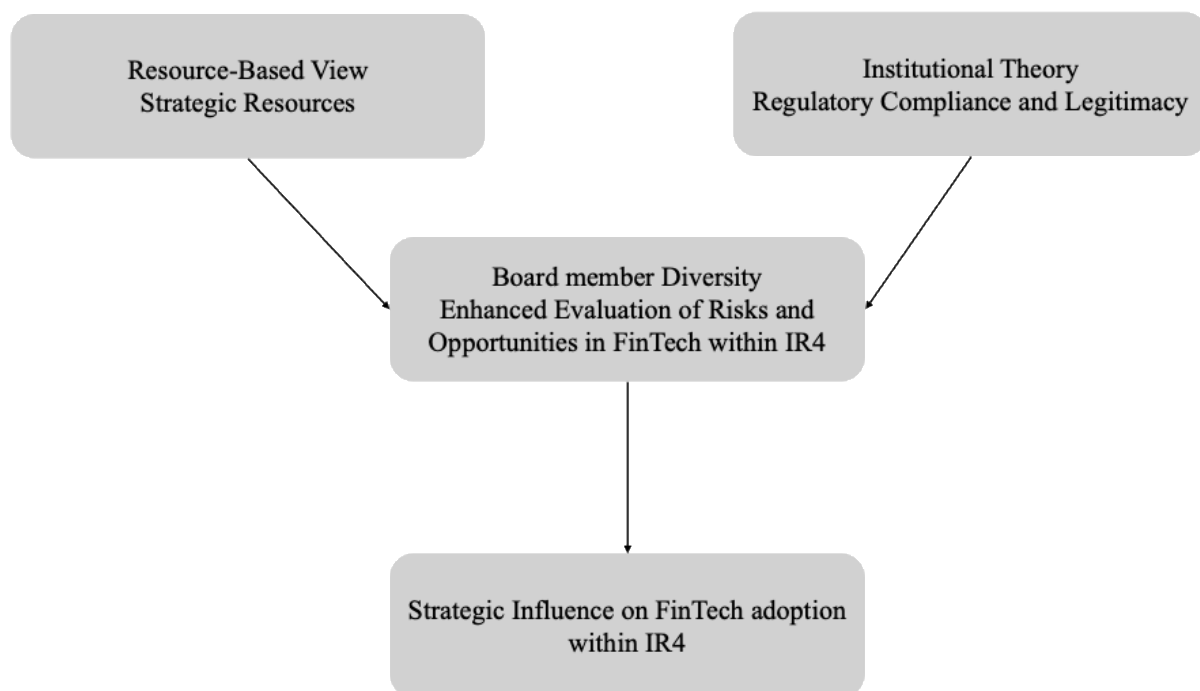 Resource-Based View
Strategic Resources
Institutional Theory
Regulatory Compliance and Legitimacy
Board member Diversity
Enhanced Evaluation of Risks and
Opportunities in FinTech within IR4
Strategic Influence on FinTech adoption
within IR4